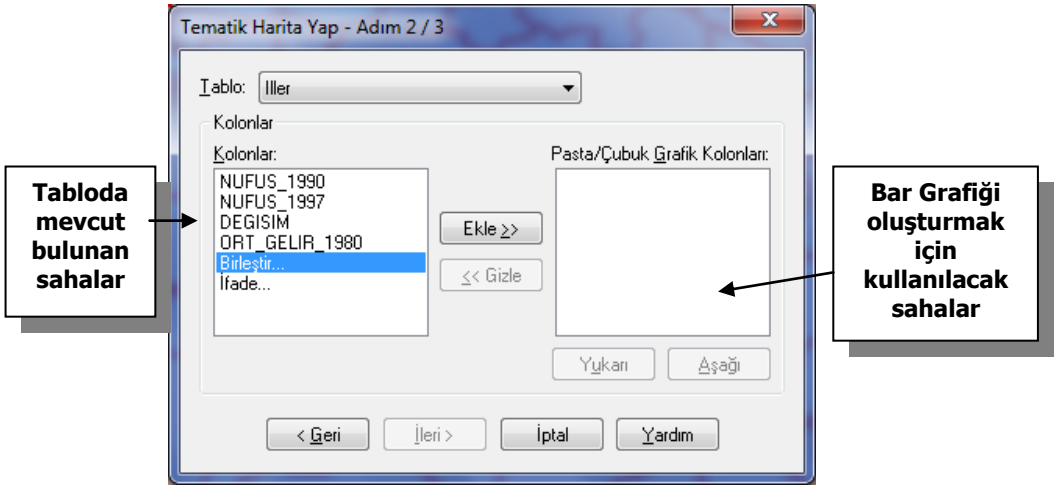 Tematik Harita Yap - Adım 2 / 3
Tablo: Iller
Kolonlar
Kolonlar:
Pasta/Çubuk Grafik Kolonları:
NUFUS_1990
NUFUS_1997
DEGISIM
ORT_GELIR_1980
Birleştir...
İfade...
Ekle >>
<< Gizle
Yukarı
Aşağı
< Geri
İleri >
İptal
Yardım
Tabloda
mevcut
bulunan
sahalar
Bar Grafiği
oluşturmak
için
kullanılacak
sahalar